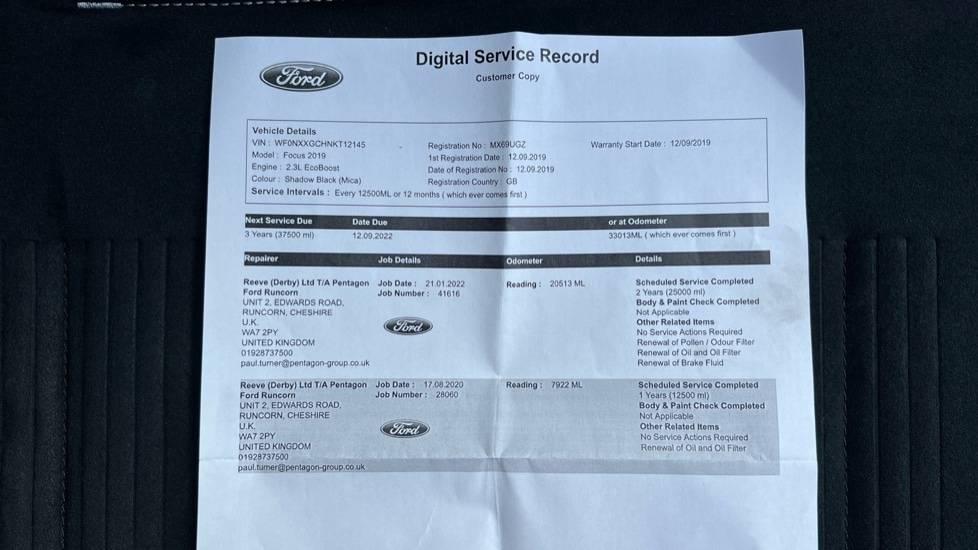 Ford
Digital Service Record
Customer Copy
Vehicle Details
VIN : WF0NXXGCHNKT12145
Model : Focus 2019
Engine : 2.3L EcoBoost
Colour : Shadow Black (Mica)
Registration No : MX69UGZ
1st Registration Date : 12.09.2019
Date of Registration No : 12.09.2019
Registration Country : GB
Warranty Start Date : 12/09/2019
Service Intervals : Every 12500ML or 12 months ( which ever comes first )
Next Service Due Date Due or at Odometer
3 Years (37500 ml) 12.09.2022 33013ML ( which ever comes first )
Repairer Job Details Odometer Details
Reeve (Derby) Ltd T/A Pentagon
Ford Runcorn
UNIT 2, EDWARDS ROAD,
RUNCORN, CHESHIRE
U.K.
WA7 2PY
UNITED KINGDOM
01928737500
paul.turner@pentagon-group.co.uk
Job Date : 21.01.2022
Job Number : 41616
Ford
Reading : 20513 ML
Scheduled Service Completed
2 Years (25000 ml)
Body & Paint Check Completed
Not Applicable
Other Related Items
No Service Actions Required
Renewal of Pollen / Odour Filter
Renewal of Oil and Oil Filter
Renewal of Brake Fluid
Reeve (Derby) Ltd T/A Pentagon
Ford Runcorn
UNIT 2, EDWARDS ROAD,
RUNCORN, CHESHIRE
U.K.
WA7 2PY
UNITED KINGDOM
01928737500
paul.turner@pentagon-group.co.uk
Job Date : 17.08.2020
Job Number : 28060
Ford
Reading : 7922 ML
Scheduled Service Completed
1 Years (12500 ml)
Body & Paint Check Completed
Not Applicable
Other Related Items
No Service Actions Required
Renewal of Oil and Oil Filter